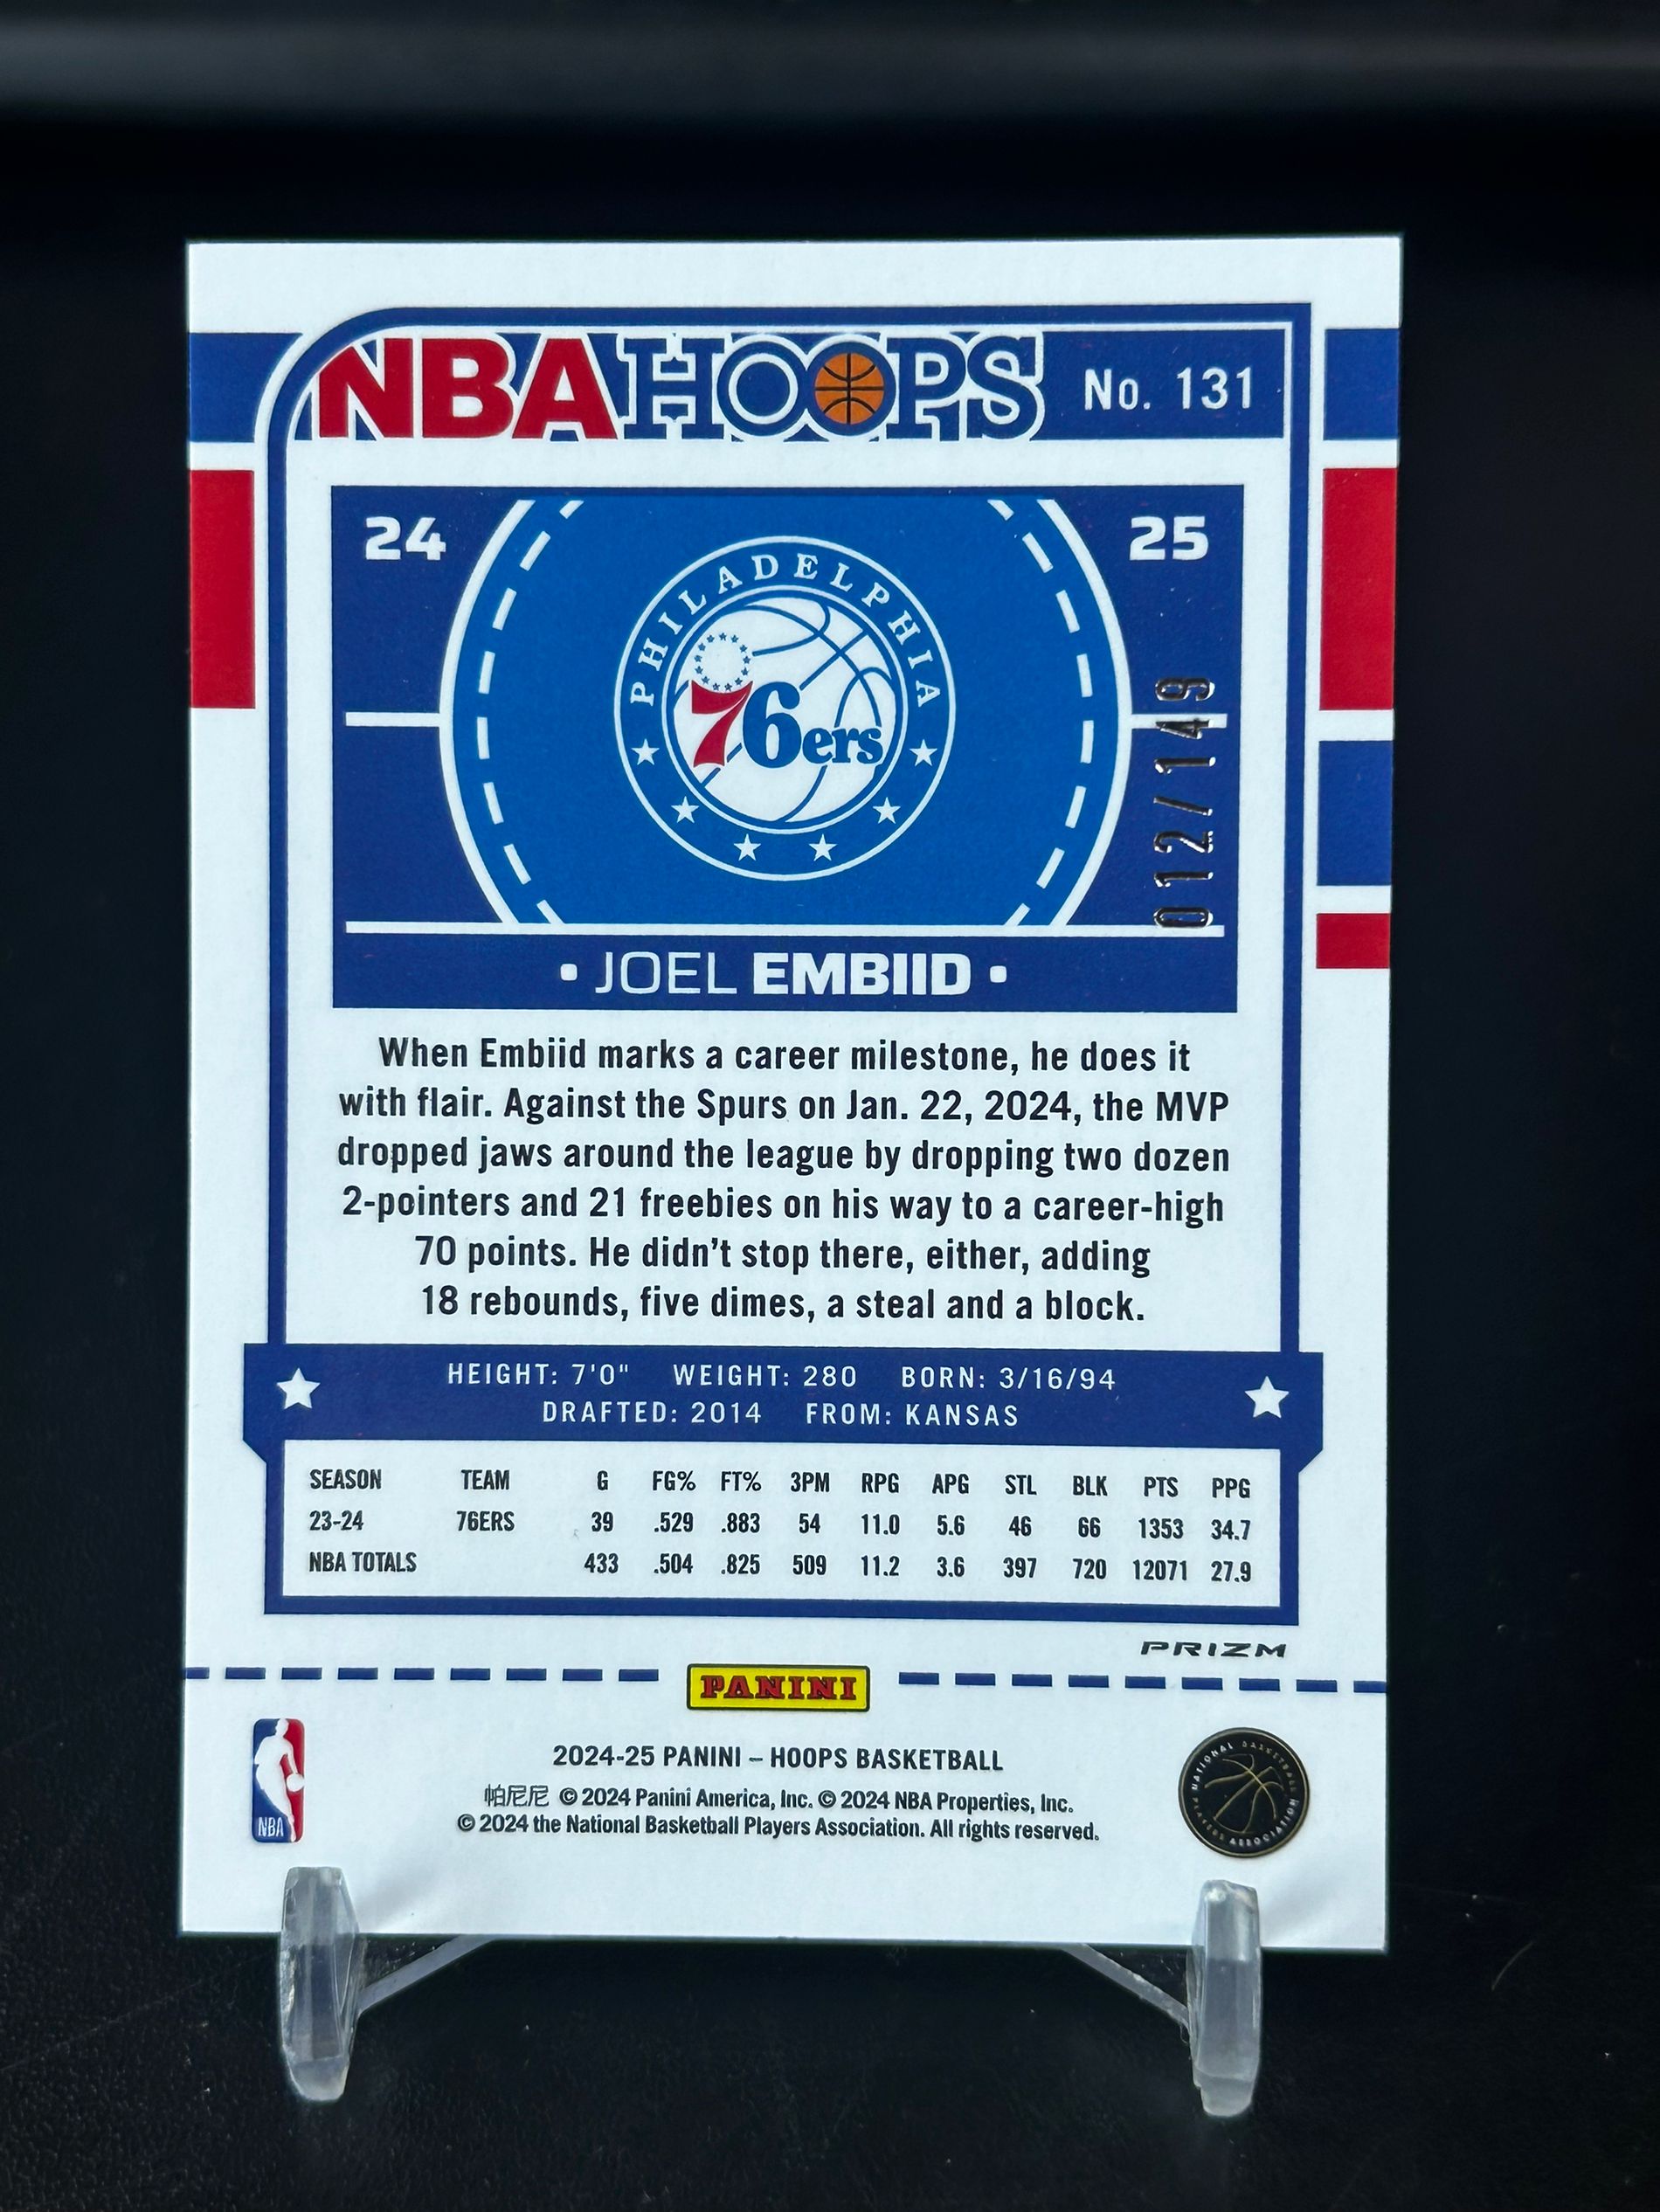 NBA HOOPS No. 131
24 25
PHILADELPHIA
76ers
012/149
• JOEL EMBIID •
When Embiid marks a career milestone, he does it
with flair. Against the Spurs on Jan. 22, 2024, the MVP
dropped jaws around the league by dropping two dozen
2-pointers and 21 freebies on his way to a career-high
70 points. He didn't stop there, either, adding
18 rebounds, five dimes, a steal and a block.
HEIGHT: 7'0" WEIGHT: 280 BORN: 3/16/94
DRAFTED: 2014 FROM: KANSAS
SEASON TEAM G FG% FT% 3PM RPG APG STL BLK PTS PPG
23-24 76ERS 39 .529 .883 54 11.0 5.6 46 66 1353 34.7
NBA TOTALS 433 .504 .825 509 11.2 3.6 397 720 12071 27.9
PRIZM
PANINI
2024-25 PANINI – HOOPS BASKETBALL
帕尼尼 © 2024 Panini America, Inc. © 2024 NBA Properties, Inc.
© 2024 the National Basketball Players Association. All rights reserved.
NBA
NATIONAL BASKETBALL
PLAYERS ASSOCIATION